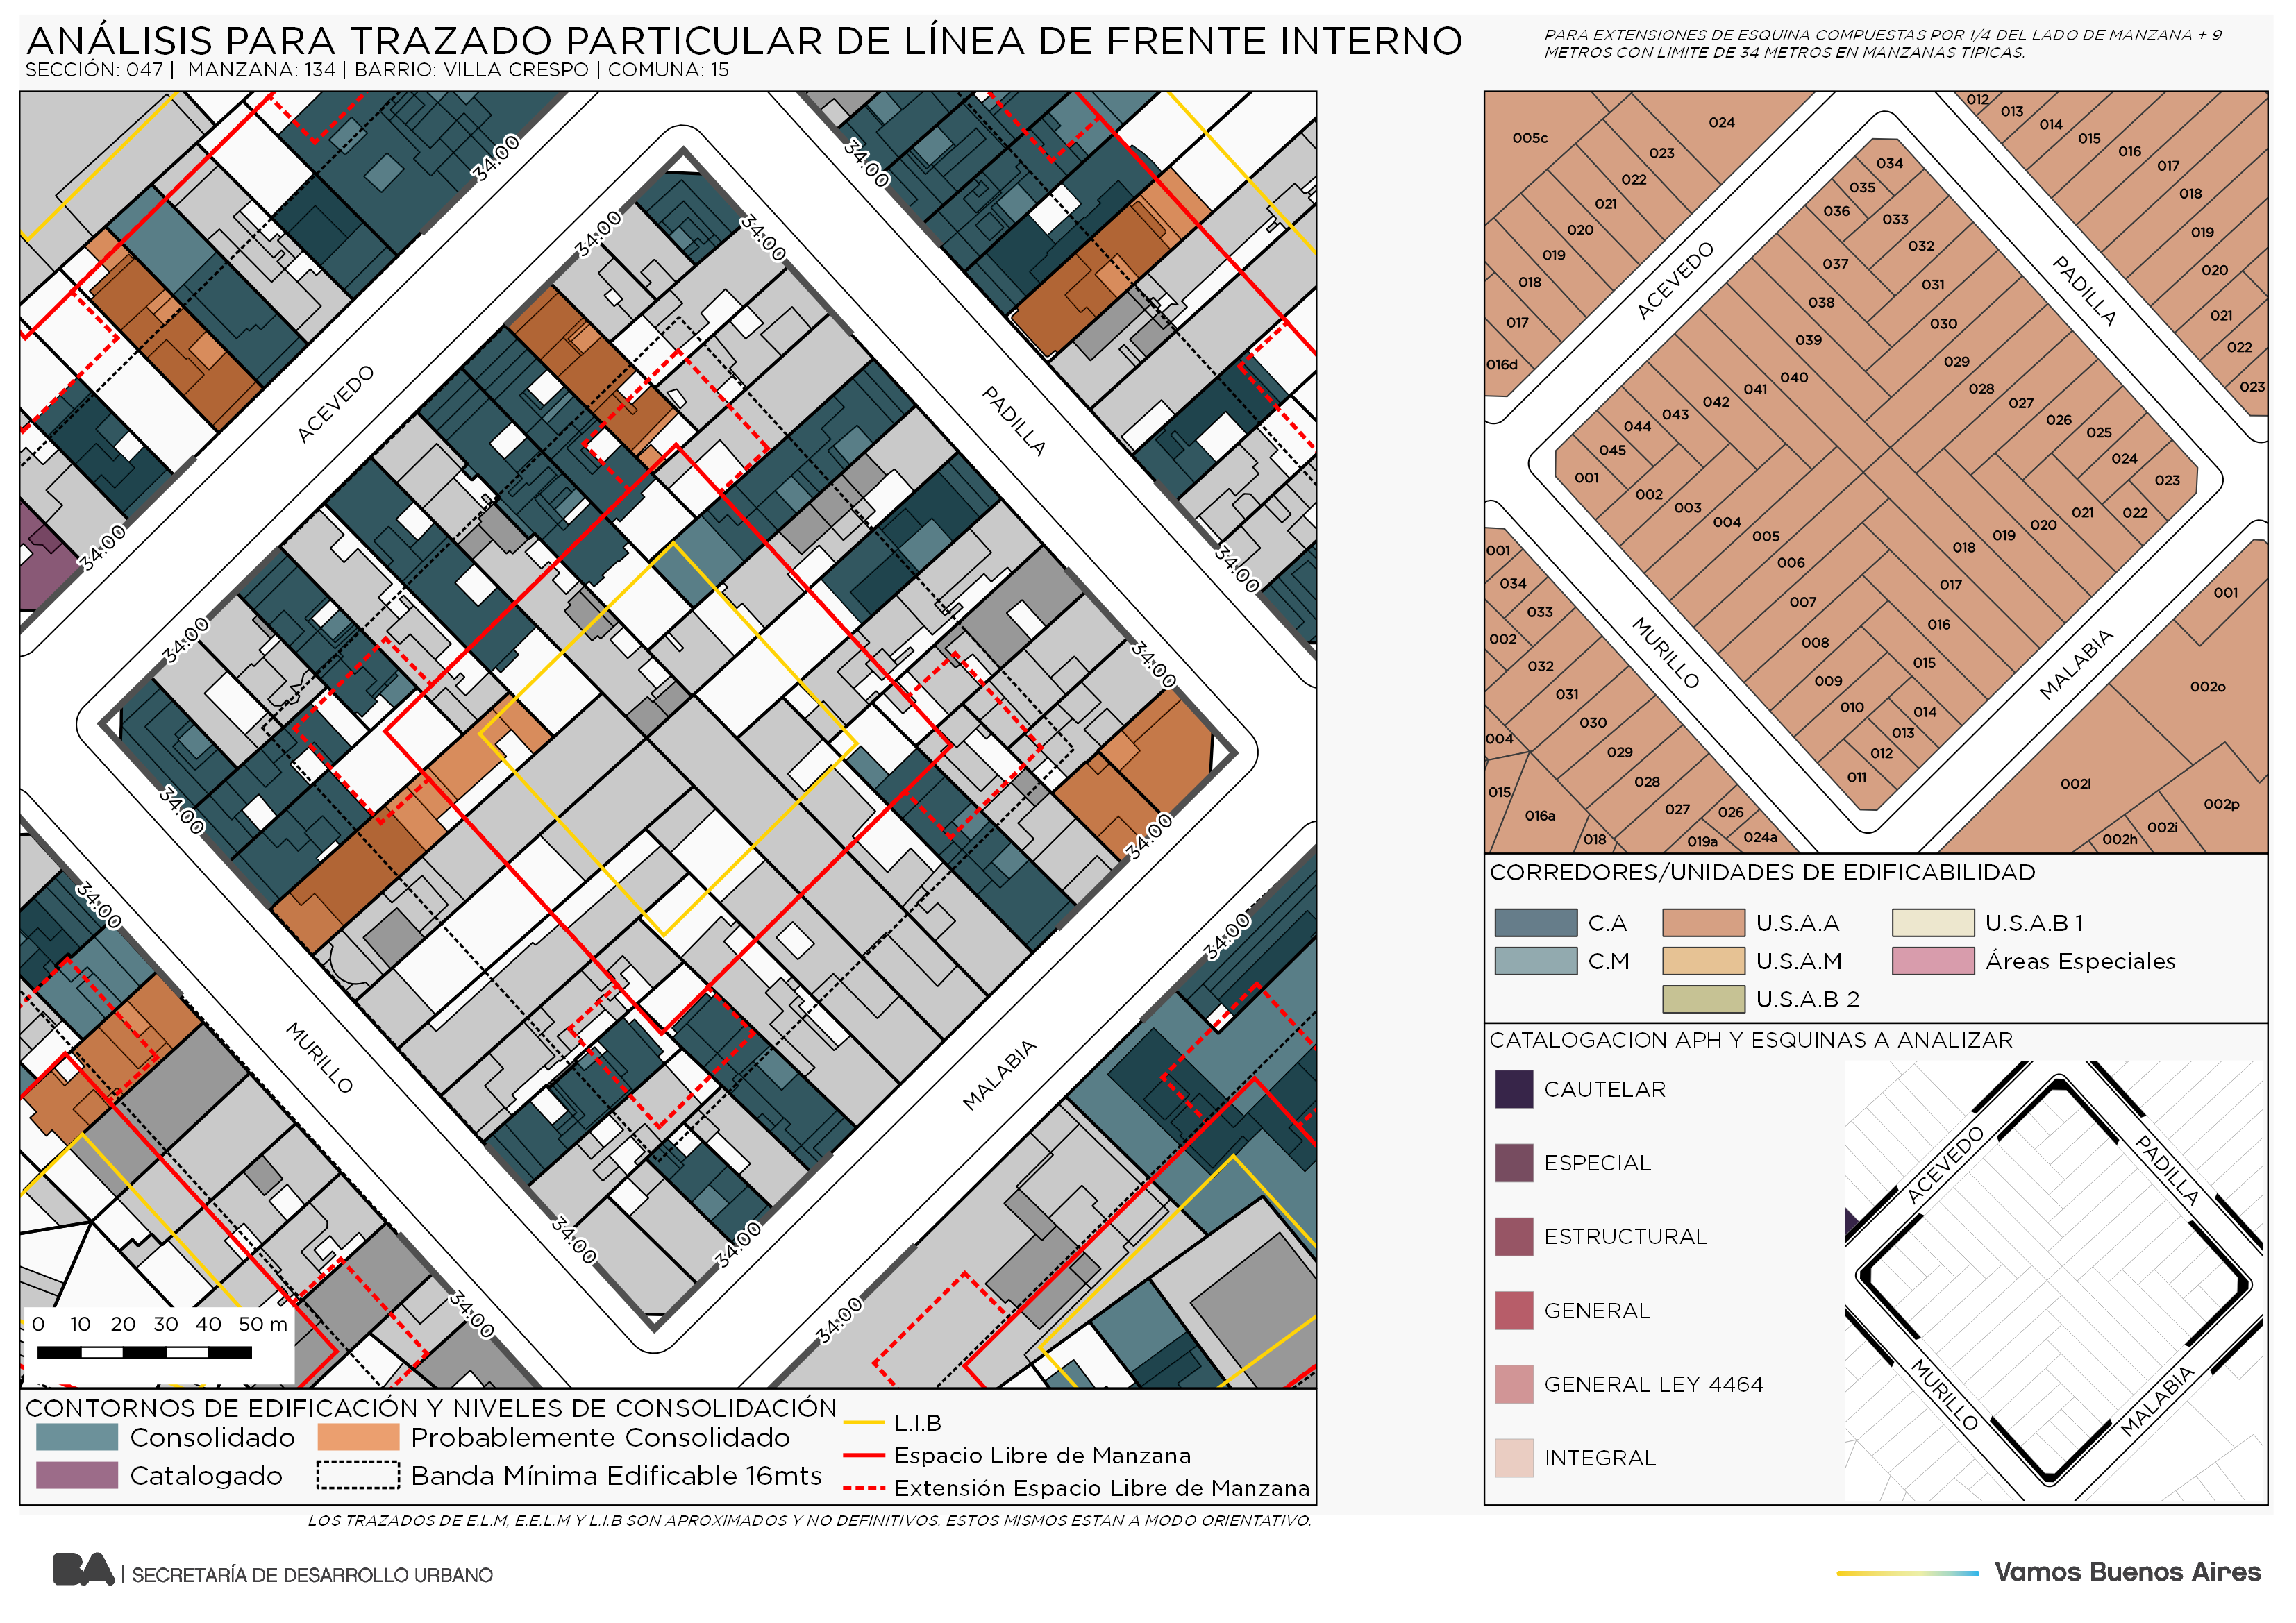 ANÁLISIS PARA TRAZADO PARTICULAR DE LÍNEA DE FRENTE INTERNO
SECCIÓN: 047 | MANZANA: 134 | BARRIO: VILLA CRESPO | COMUNA: 15
PARA EXTENSIONES DE ESQUINA COMPUESTAS POR 1/4 DEL LADO DE MANZANA + 9
METROS CON LIMITE DE 34 METROS EN MANZANAS TIPICAS.
34:00
34:00
34:00
34:00
ACEVEDO
PADILLA
34:00
34:00
34:00
34:00
34:00
34:00
34:00
34:00
MURILLO
MALABIA
34:00
34:00
34:00
34:00
0 10 20 30 40 50 m
CONTORNOS DE EDIFICACIÓN Y NIVELES DE CONSOLIDACIÓN
Consolidado
Probablemente Consolidado
Catalogado
Banda Mínima Edificable 16mts
L.I.B
Espacio Libre de Manzana
Extensión Espacio Libre de Manzana
LOS TRAZADOS DE E.L.M, E.E.L.M Y L.I.B SON APROXIMADOS Y NO DEFINITIVOS. ESTOS MISMOS ESTAN A MODO ORIENTATIVO.
005c
024
023
022
021
020
019
018
017
016d
012
013
014
015
016
017
018
019
020
021
022
023
ACEVEDO
PADILLA
034
035
036
033
032
037
031
038
030
039
029
040
028
041
027
042
026
043
025
044
024
045
023
001
022
002
021
003
020
004
019
005
018
006
017
007
016
008
015
009
014
010
013
012
011
MURILLO
MALABIA
001
034
033
002
032
031
030
004
029
028
015
016a
027
026
018
019a
024a
001
002o
002l
002p
002i
002h
CORREDORES/UNIDADES DE EDIFICABILIDAD
C.A
U.S.A.A
U.S.A.B 1
C.M
U.S.A.M
Áreas Especiales
U.S.A.B 2
CATALOGACION APH Y ESQUINAS A ANALIZAR
CAUTELAR
ESPECIAL
ESTRUCTURAL
GENERAL
GENERAL LEY 4464
INTEGRAL
ACEVEDO
PADILLA
MURILLO
MALABIA
BA | SECRETARÍA DE DESARROLLO URBANO
Vamos Buenos Aires